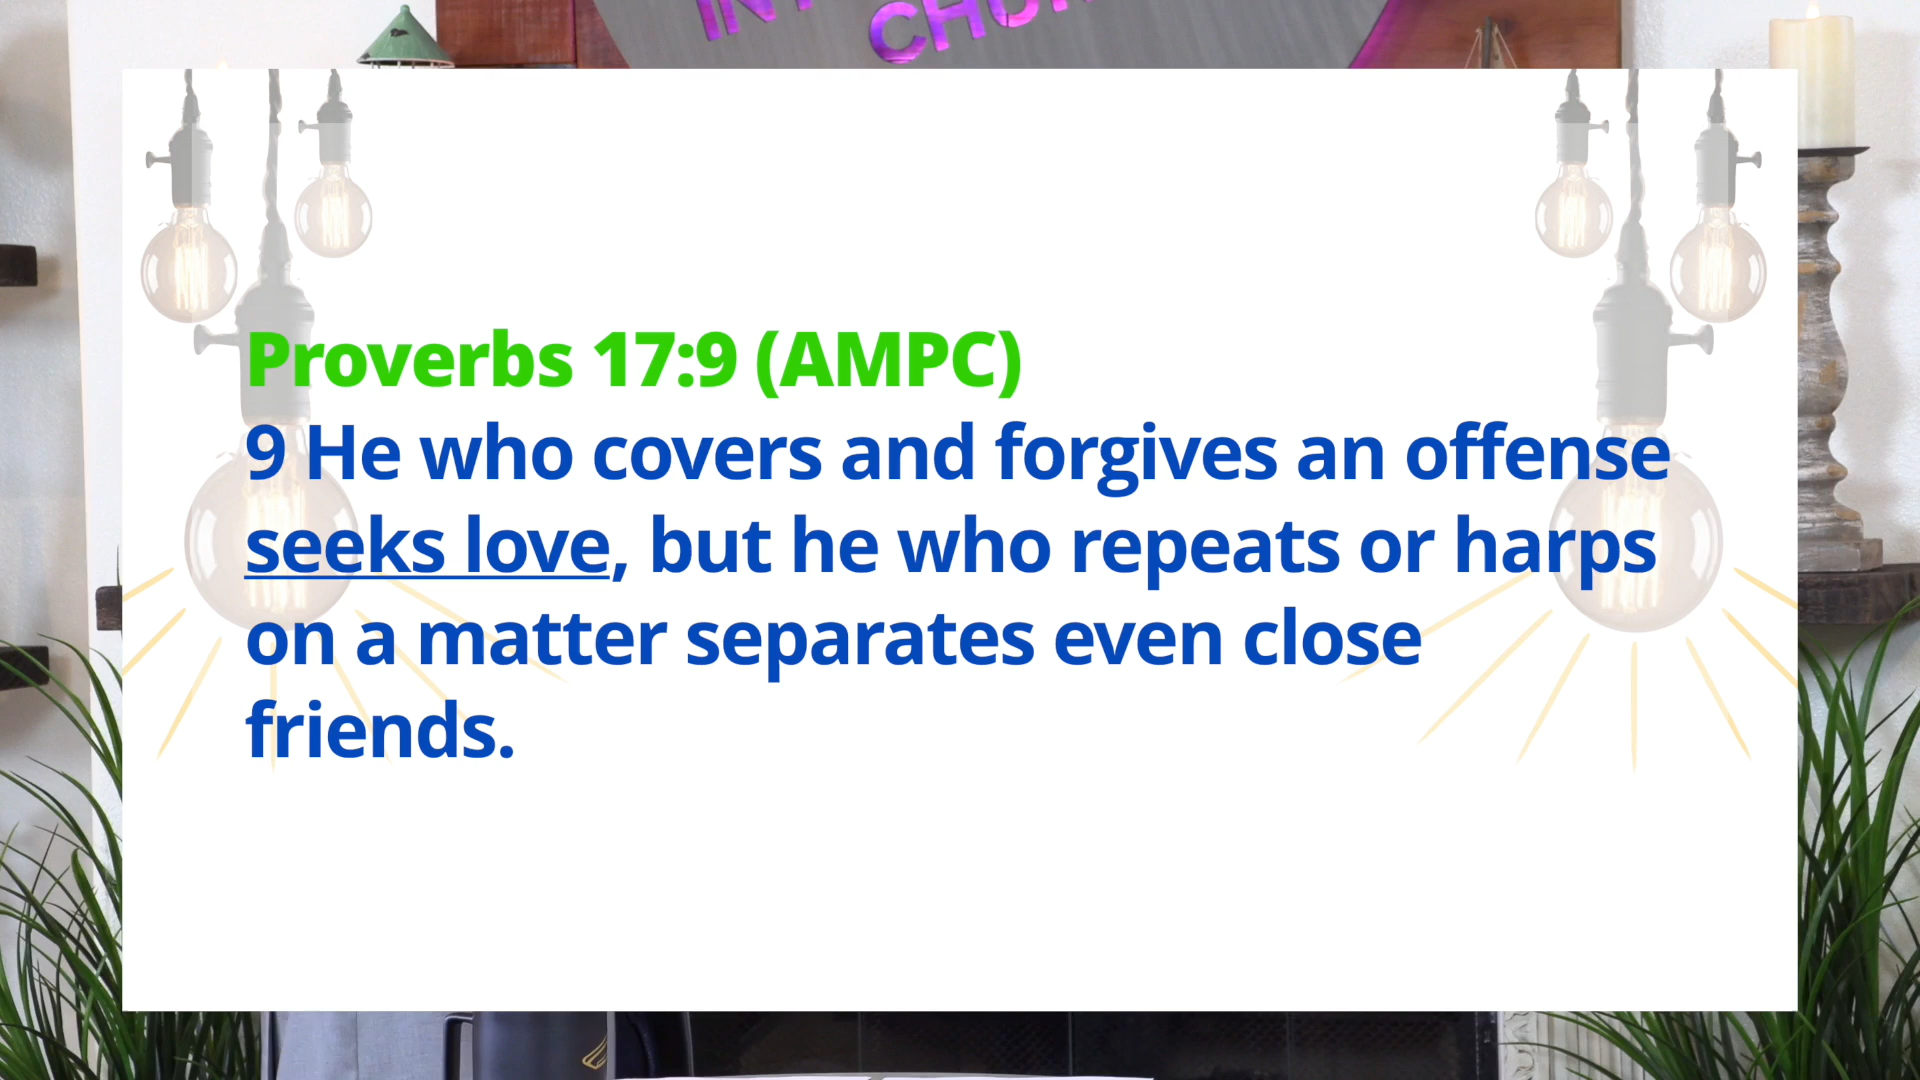 Proverbs 17:9 (AMPC)
9 He who covers and forgives an offense
seeks love, but he who repeats or harps
on a matter separates even close
friends.